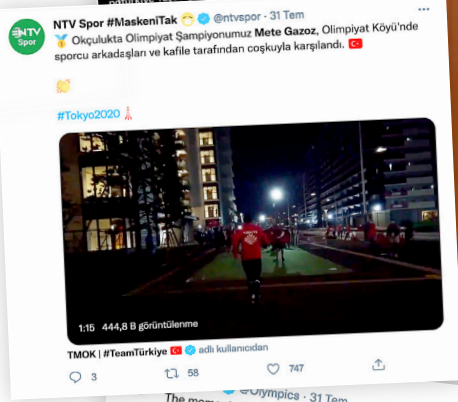 NTV Spor #MaskeniTak @ntvspor · 31 Tem
NTV
Spor
Okçulukta Olimpiyat Şampiyonumuz Mete Gazoz, Olimpiyat Köyü'nde
sporcu arkadaşları ve kafile tarafından coşkuyla karşılandı.
#Tokyo2020
1:15 444,8 B görüntülenme
TMOK | #TeamTürkiye adlı kullanıcıdan
3 58 747
The @Olympics · 31 Tem